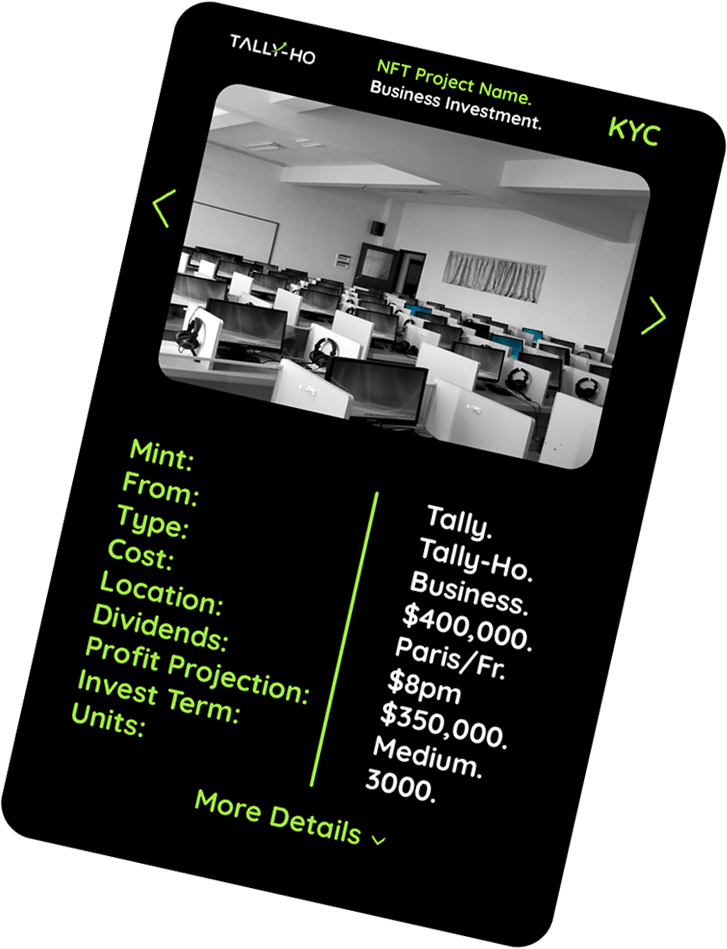 TALLY-HO
NFT Project Name.
Business Investment.
KYC
Mint:
From:
Type:
Cost:
Location:
Dividends:
Profit Projection:
Invest Term:
Units:
Tally.
Tally-Ho.
Business.
$400,000.
Paris/Fr.
$8pm
$350,000.
Medium.
3000.
More Details